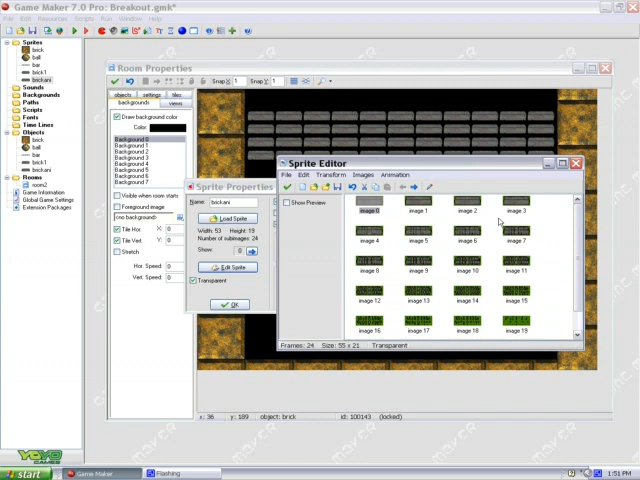 Game Maker 7.0 Pro: Breakout.gmk*
File Edit Resources Scripts Run Window Help
Sprites
brick
ball
bar
brick1
brickani
Sounds
Backgrounds
Paths
Scripts
Fonts
Time Lines
Objects
brick
ball
bar
brick1
brickani
Rooms
room2
Game Information
Global Game Settings
Extension Packages
YOYO GAMES
Room Properties
Snap X: 1 Snap Y: 1
objects settings tiles
backgrounds views
Draw background color
Color:
Background 0
Background 1
Background 2
Background 3
Background 4
Background 5
Background 6
Background 7
Visible when room starts
Foreground image
<no background>
Tile Hor. X: 0
Tile Vert. Y: 0
Stretch
Hor. Speed: 0
Vert. Speed: 0
x: 36 y: 189 object: brick id: 100143 (locked)
Sprite Properties
Name: brickani
Load Sprite
Width: 53 Height: 19
Number of subimages: 24
Show: 0
Edit Sprite
Transparent
OK
Sprite Editor
File Edit Transform Images Animation
Show Preview
image 0 image 1 image 2 image 3
image 4 image 5 image 6 image 7
image 8 image 9 image 10 image 11
image 12 image 13 image 14 image 15
image 16 image 17 image 18 image 19
Frames: 24 Size: 55 x 21 Transparent
start Game Maker Flashing 1:51 PM